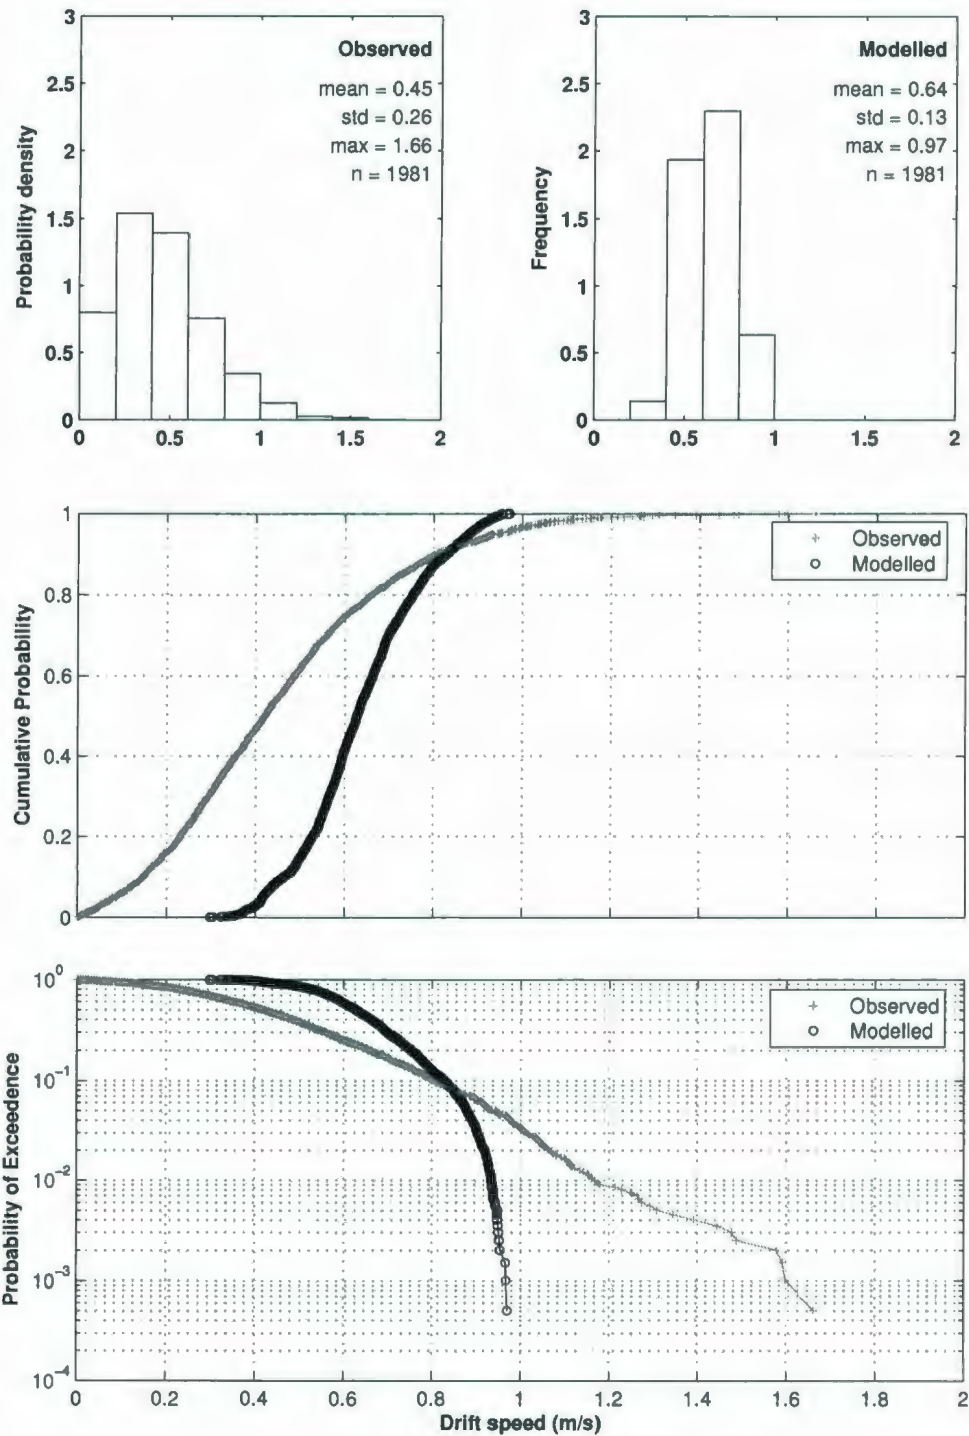 Observed
mean = 0.45
std = 0.26
max = 1.66
n = 1981
Probability density
3
2.5
2
1.5
1
0.5
0
0 0.5 1 1.5 2
Modelled
mean = 0.64
std = 0.13
max = 0.97
n = 1981
Frequency
3
2.5
2
1.5
1
0.5
0
0 0.5 1 1.5 2
Cumulative Probability
1
0.8
0.6
0.4
0.2
0
Observed
Modelled
Probability of Exceedence
10^0
10^-1
10^-2
10^-3
10^-4
Observed
Modelled
0 0.2 0.4 0.6 0.8 1 1.2 1.4 1.6 1.8 2
Drift speed (m/s)